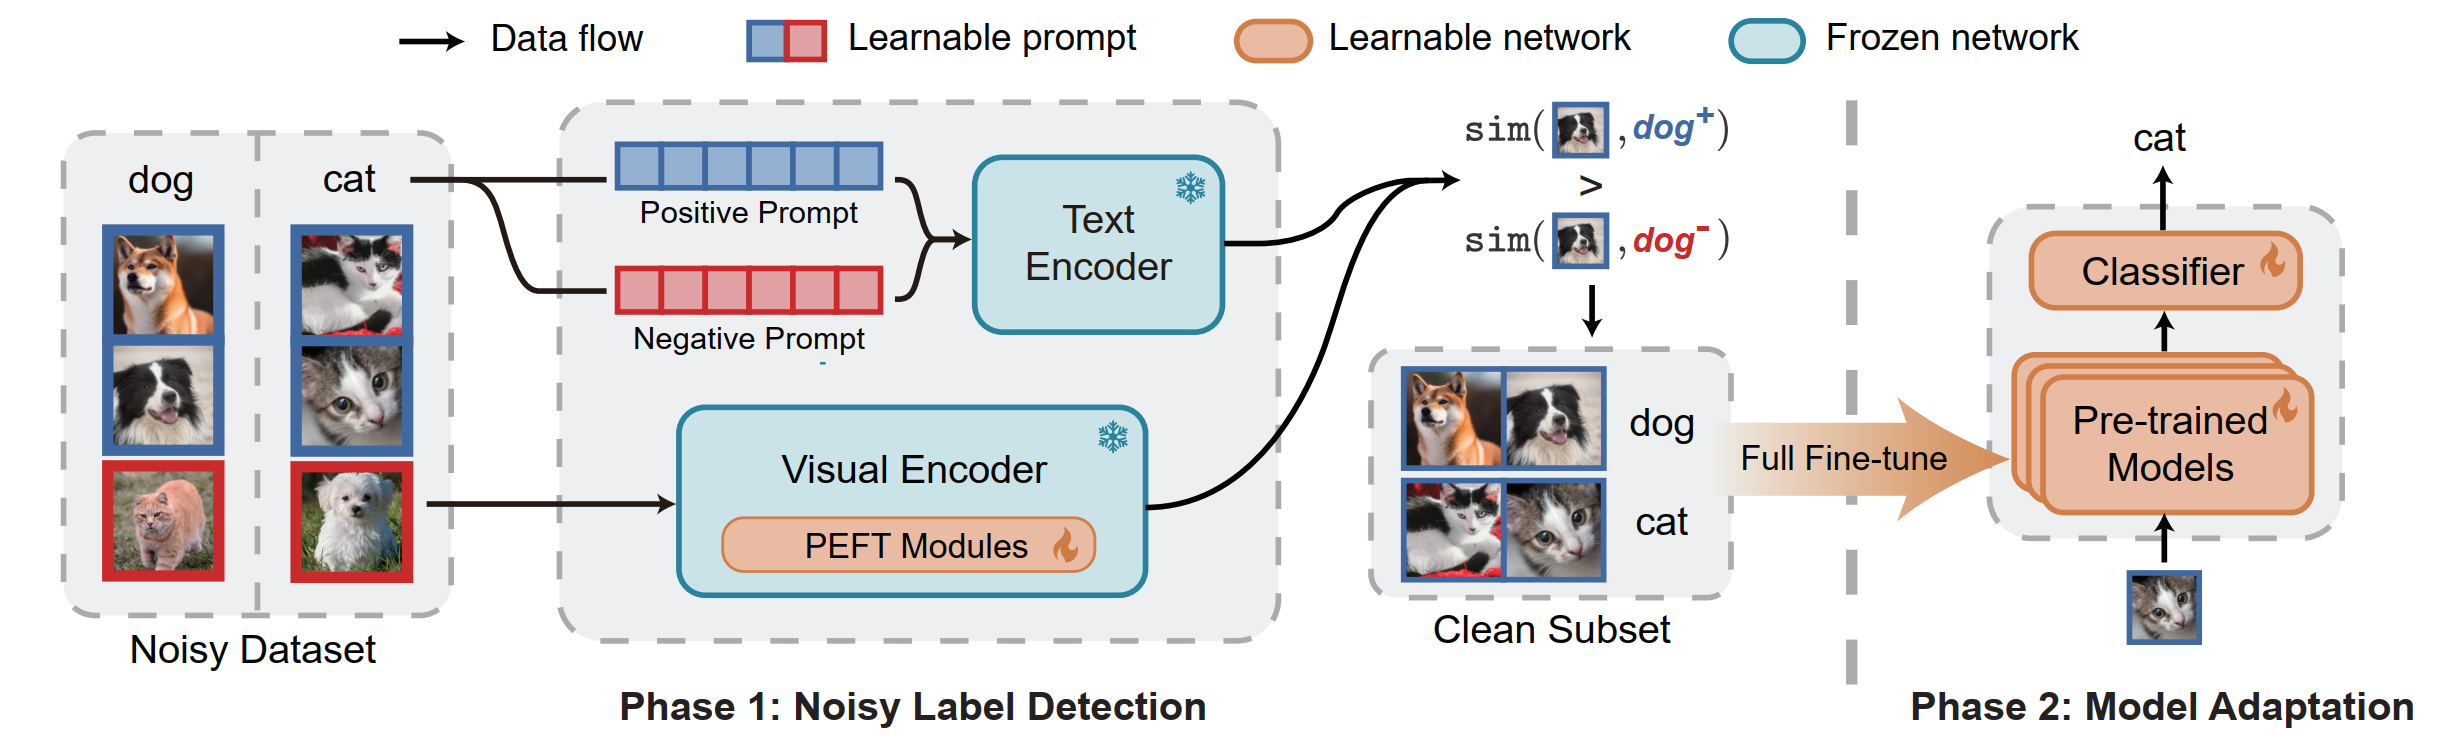 Data flow
Learnable prompt
Learnable network
Frozen network
dog
cat
Noisy Dataset
Positive Prompt
Negative Prompt
-
Text
Encoder
Visual Encoder
PEFT Modules
Phase 1: Noisy Label Detection
sim( , dog+)
>
sim( , dog-)
dog
cat
Clean Subset
Full Fine-tune
cat
Classifier
Pre-trained
Models
Phase 2: Model Adaptation